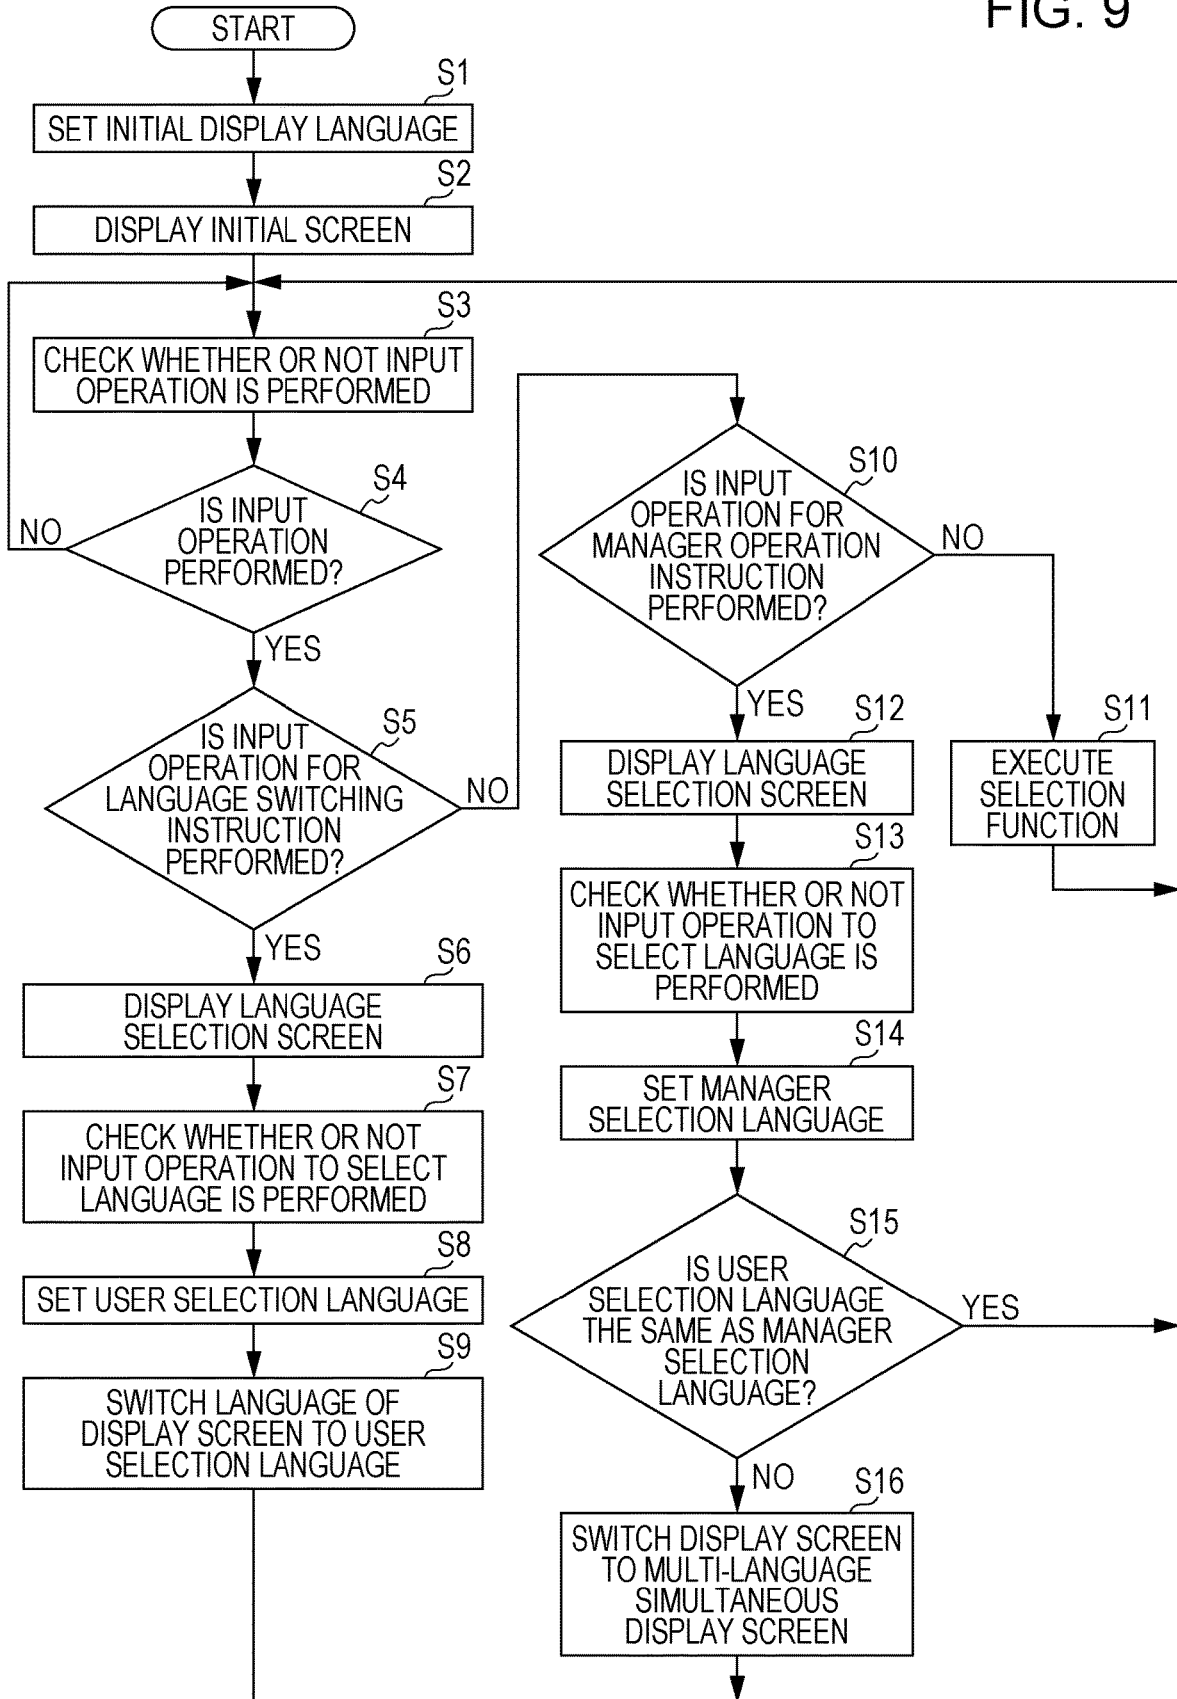 FIG. 9
START
S1
SET INITIAL DISPLAY LANGUAGE
S2
DISPLAY INITIAL SCREEN
S3
CHECK WHETHER OR NOT INPUT
OPERATION IS PERFORMED
S4
IS INPUT
OPERATION
PERFORMED?
NO
YES
S5
IS INPUT
OPERATION FOR
LANGUAGE SWITCHING
INSTRUCTION
PERFORMED?
NO
YES
S6
DISPLAY LANGUAGE
SELECTION SCREEN
S7
CHECK WHETHER OR NOT
INPUT OPERATION TO SELECT
LANGUAGE IS PERFORMED
S8
SET USER SELECTION LANGUAGE
S9
SWITCH LANGUAGE OF
DISPLAY SCREEN TO USER
SELECTION LANGUAGE
S10
IS INPUT
OPERATION FOR
MANAGER OPERATION
INSTRUCTION
PERFORMED?
NO
YES
S11
EXECUTE
SELECTION
FUNCTION
S12
DISPLAY LANGUAGE
SELECTION SCREEN
S13
CHECK WHETHER OR NOT
INPUT OPERATION TO
SELECT LANGUAGE IS
PERFORMED
S14
SET MANAGER
SELECTION LANGUAGE
S15
IS USER
SELECTION LANGUAGE
THE SAME AS MANAGER
SELECTION
LANGUAGE?
YES
NO
S16
SWITCH DISPLAY SCREEN
TO MULTI-LANGUAGE
SIMULTANEOUS
DISPLAY SCREEN